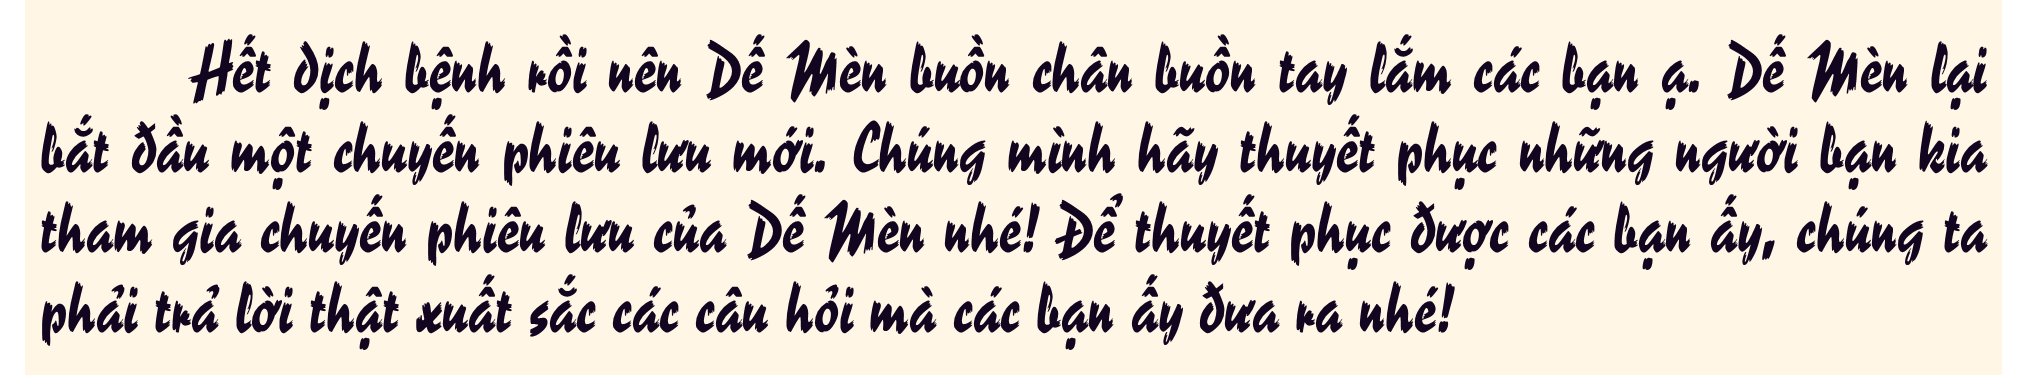 Hết dịch bệnh rồi nên Dế Mèn buồn chân buồn tay lắm các bạn ạ. Dế Mèn lại
bắt đầu một chuyến phiêu lưu mới. Chúng mình hãy thuyết phục những người bạn kia
tham gia chuyến phiêu lưu của Dế Mèn nhé! Để thuyết phục được các bạn ấy, chúng ta
phải trả lời thật xuất sắc các câu hỏi mà các bạn ấy đưa ra nhé!